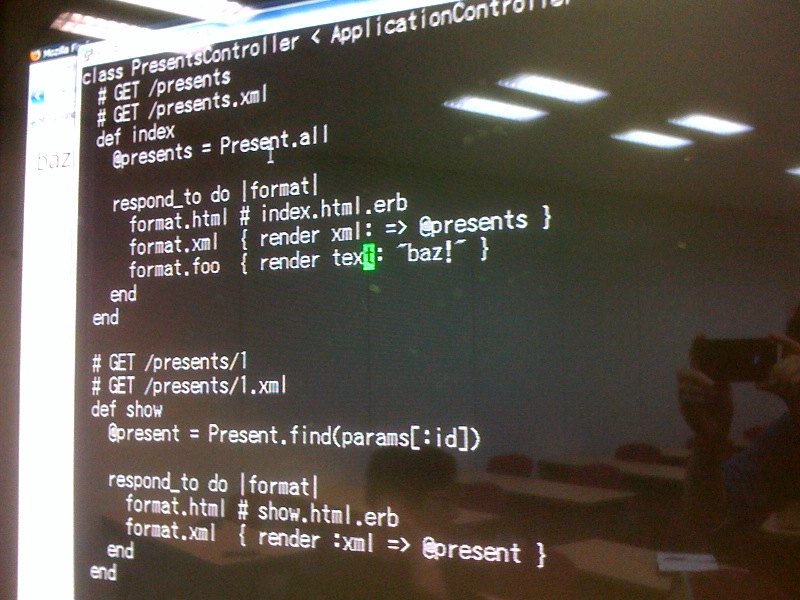 Mozilla
class PresentsController < ApplicationController
# GET /presents
# GET /presents.xml
def index
@presents = Present.all
baz
respond_to do |format|
format.html # index.html.erb
format.xml { render xml: => @presents }
format.foo { render text: "baz!" }
end
end
# GET /presents/1
# GET /presents/1.xml
def show
@present = Present.find(params[:id])
respond_to do |format|
format.html # show.html.erb
format.xml { render :xml => @present }
end
end